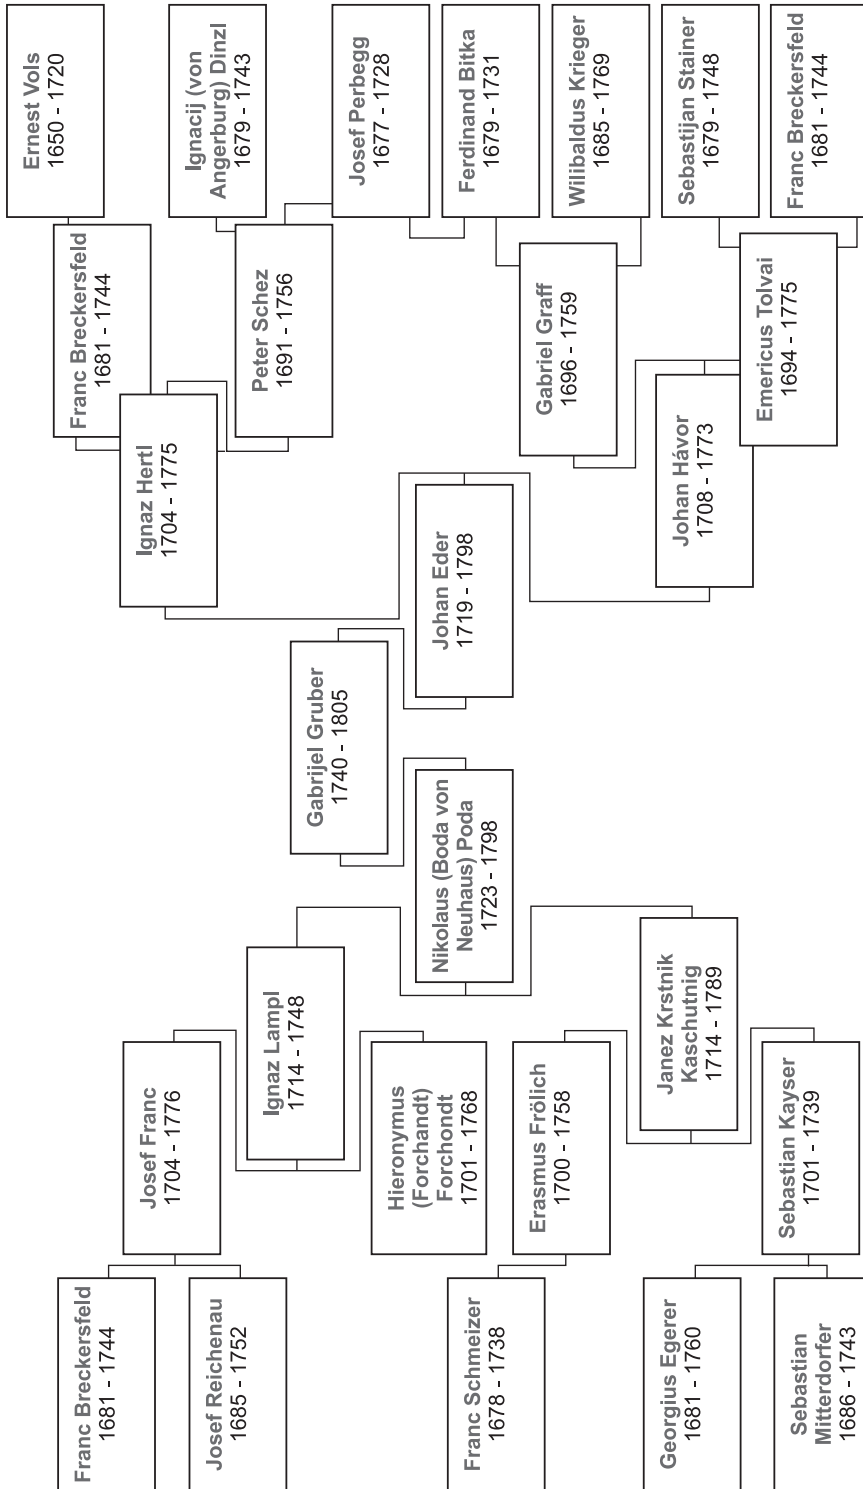 Ernest Vols
1650 - 1720
Ignacij (von
Angerburg) Dinzl
1679 - 1743
Josef Perbegg
1677 - 1728
Ferdinand Bitka
1679 - 1731
Wilibaldus Krieger
1685 - 1769
Sebastijan Stainer
1679 - 1748
Franc Breckersfeld
1681 - 1744
Franc Breckersfeld
1681 - 1744
Peter Schez
1691 - 1756
Gabriel Graff
1696 - 1759
Emericus Tolvai
1694 - 1775
Ignaz Hertl
1704 - 1775
Johan Hávor
1708 - 1773
Johan Eder
1719 - 1798
Gabrijel Gruber
1740 - 1805
Nikolaus (Boda von
Neuhaus) Poda
1723 - 1798
Ignaz Lampl
1714 - 1748
Janez Krstnik
Kaschutnig
1714 - 1789
Josef Franc
1704 - 1776
Hieronymus
(Forchandt)
Forchondt
1701 - 1768
Erasmus Frölich
1700 - 1758
Sebastian Kayser
1701 - 1739
Franc Breckersfeld
1681 - 1744
Josef Reichenau
1685 - 1752
Franc Schmeizer
1678 - 1738
Georgius Egerer
1681 - 1760
Sebastian
Mitterdorfer
1686 - 1743